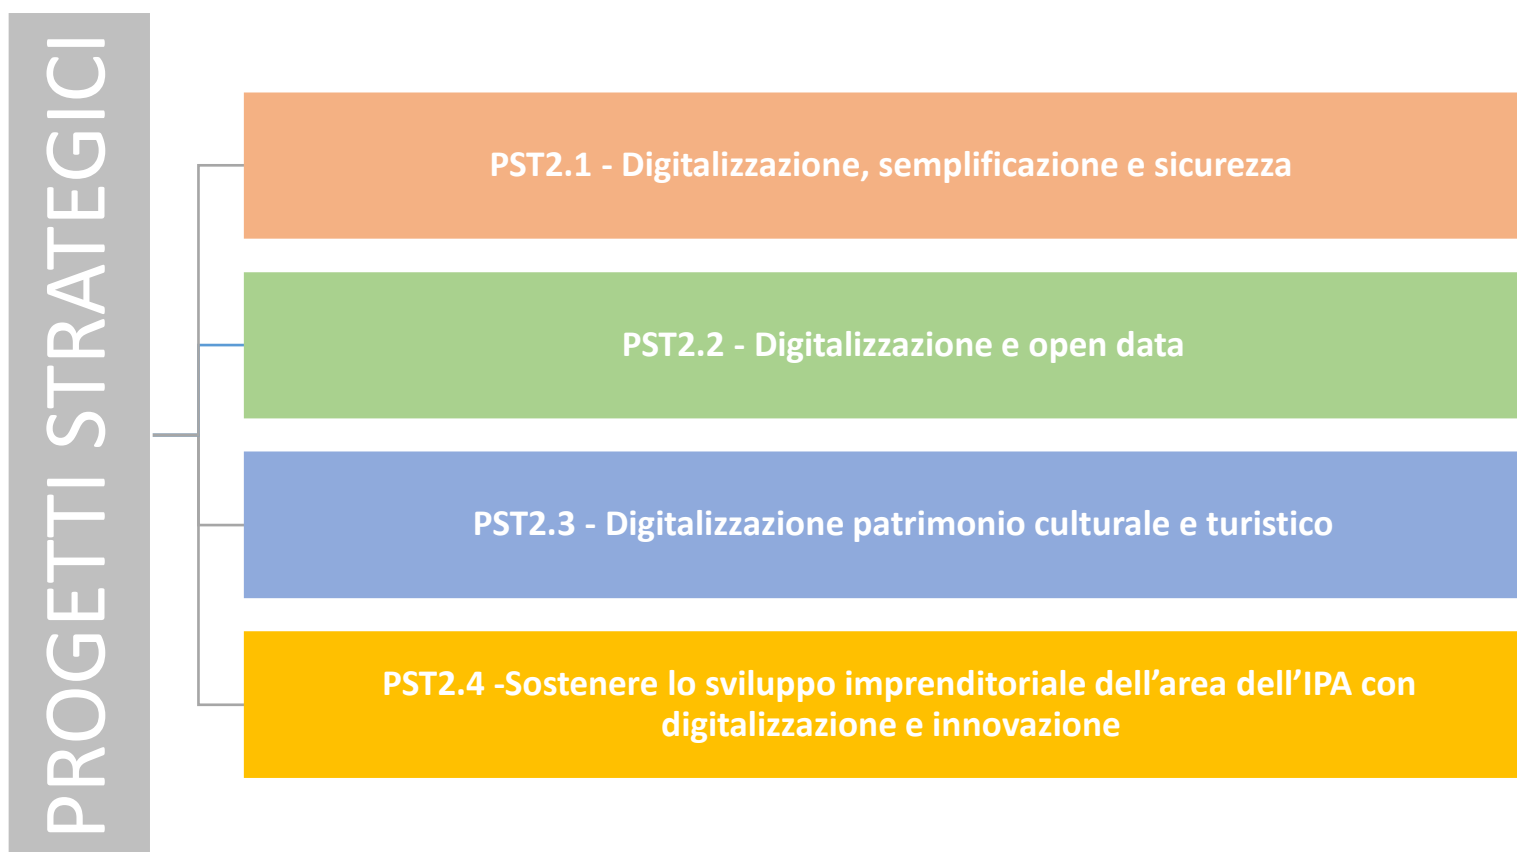 PROGETTI STRATEGICI
PST2.1 - Digitalizzazione, semplificazione e sicurezza
PST2.2 - Digitalizzazione e open data
PST2.3 - Digitalizzazione patrimonio culturale e turistico
PST2.4 -Sostenere lo sviluppo imprenditoriale dell’area dell’IPA con
digitalizzazione e innovazione